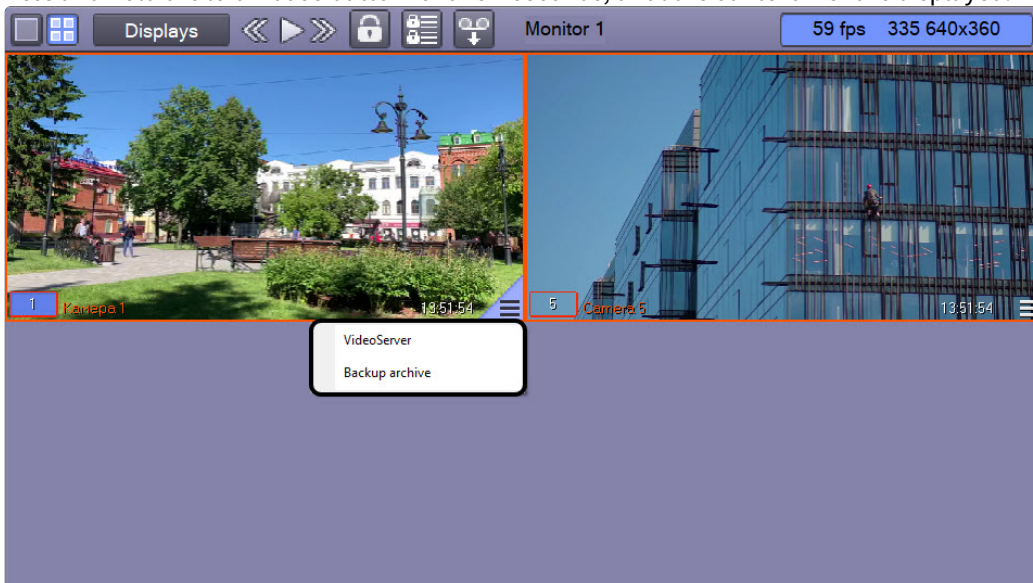 Displays
Monitor 1
59 fps 335 640x360
1 Камера 1 13:51:54
5 Camera 5 13:51:54
VideoServer
Backup archive